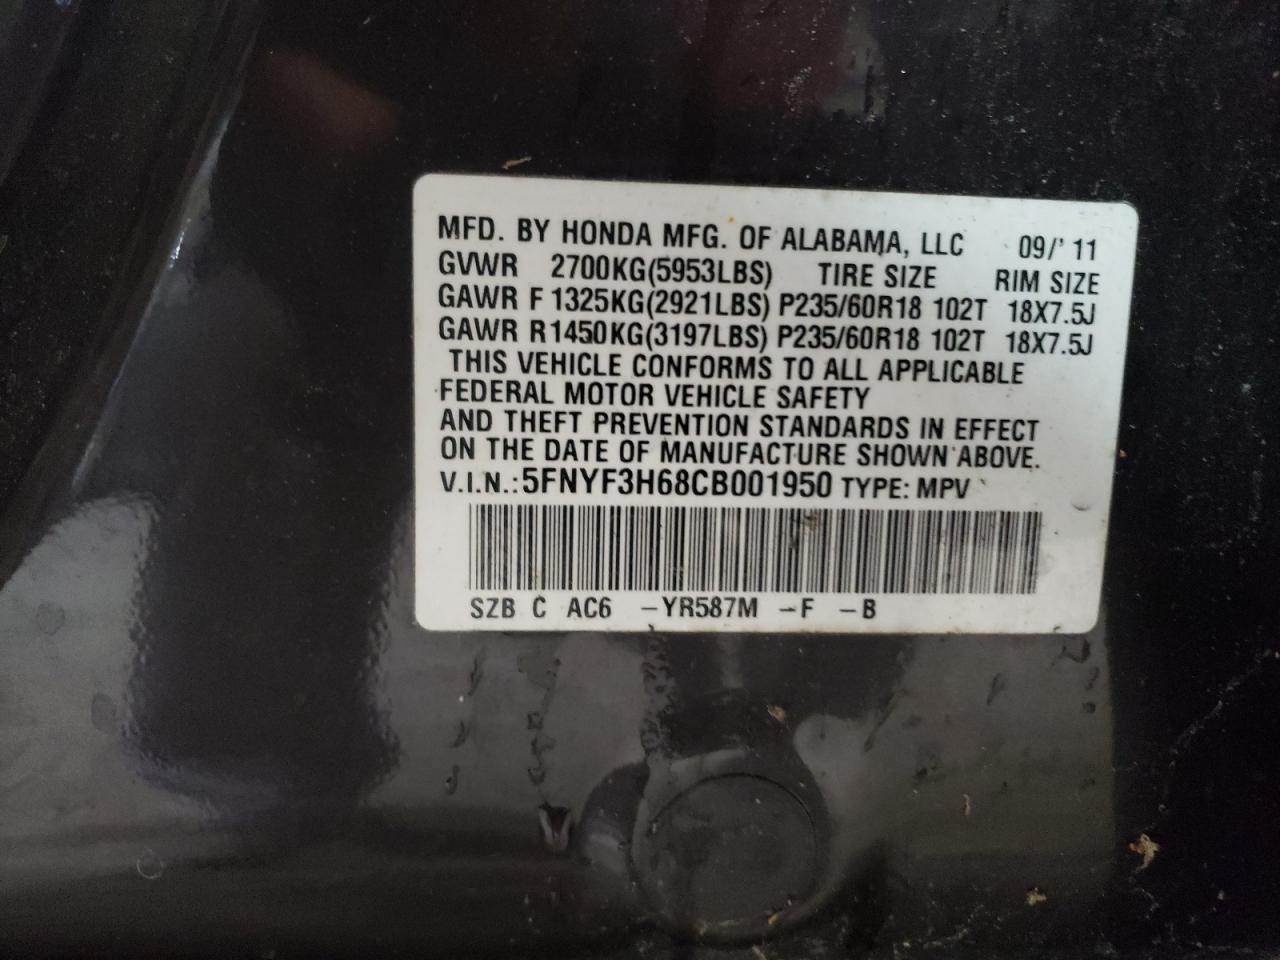 MFD. BY HONDA MFG. OF ALABAMA, LLC 09/'11
GVWR 2700KG(5953LBS) TIRE SIZE RIM SIZE
GAWR F 1325KG(2921LBS) P235/60R18 102T 18X7.5J
GAWR R1450KG(3197LBS) P235/60R18 102T 18X7.5J
THIS VEHICLE CONFORMS TO ALL APPLICABLE
FEDERAL MOTOR VEHICLE SAFETY
AND THEFT PREVENTION STANDARDS IN EFFECT
ON THE DATE OF MANUFACTURE SHOWN ABOVE.
V.I.N.: 5FNYF3H68CB001950 TYPE: MPV
SZB C AC6 -YR587M -F -B